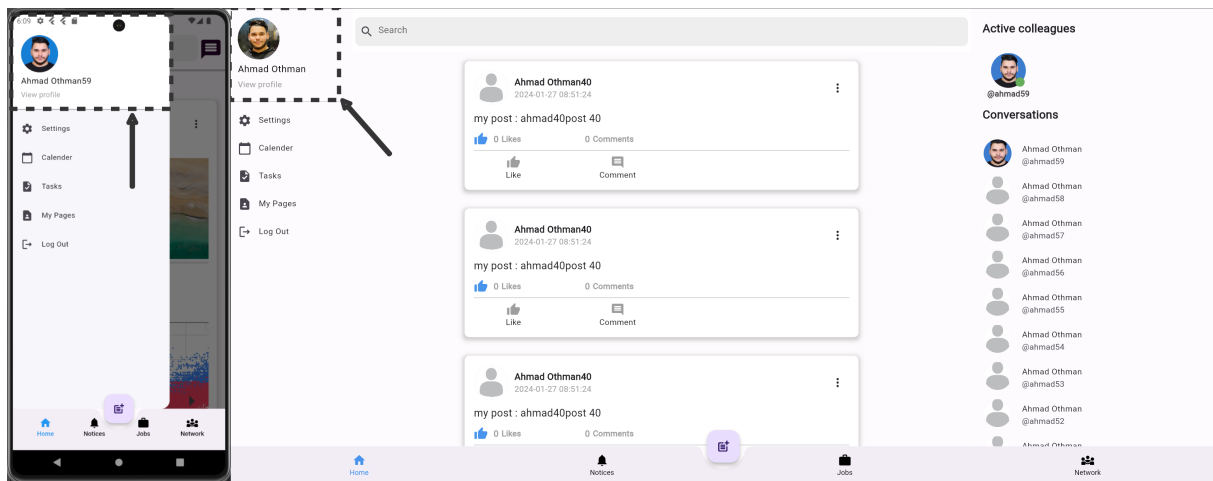 6:09
Ahmad Othman59
View profile
Settings
Calender
Tasks
My Pages
Log Out
Home
Notices
Jobs
Network
Ahmad Othman
View profile
Settings
Calender
Tasks
My Pages
Log Out
Search
Ahmad Othman40
2024-01-27 08:51:24
my post : ahmad40post 40
0 Likes 0 Comments
Like Comment
Ahmad Othman40
2024-01-27 08:51:24
my post : ahmad40post 40
0 Likes 0 Comments
Like Comment
Ahmad Othman40
2024-01-27 08:51:24
my post : ahmad40post 40
0 Likes 0 Comments
Active colleagues
@ahmad59
Conversations
Ahmad Othman
@ahmad59
Ahmad Othman
@ahmad58
Ahmad Othman
@ahmad57
Ahmad Othman
@ahmad56
Ahmad Othman
@ahmad55
Ahmad Othman
@ahmad54
Ahmad Othman
@ahmad53
Ahmad Othman
@ahmad52
Ahmad Othman
Home
Notices
Jobs
Network